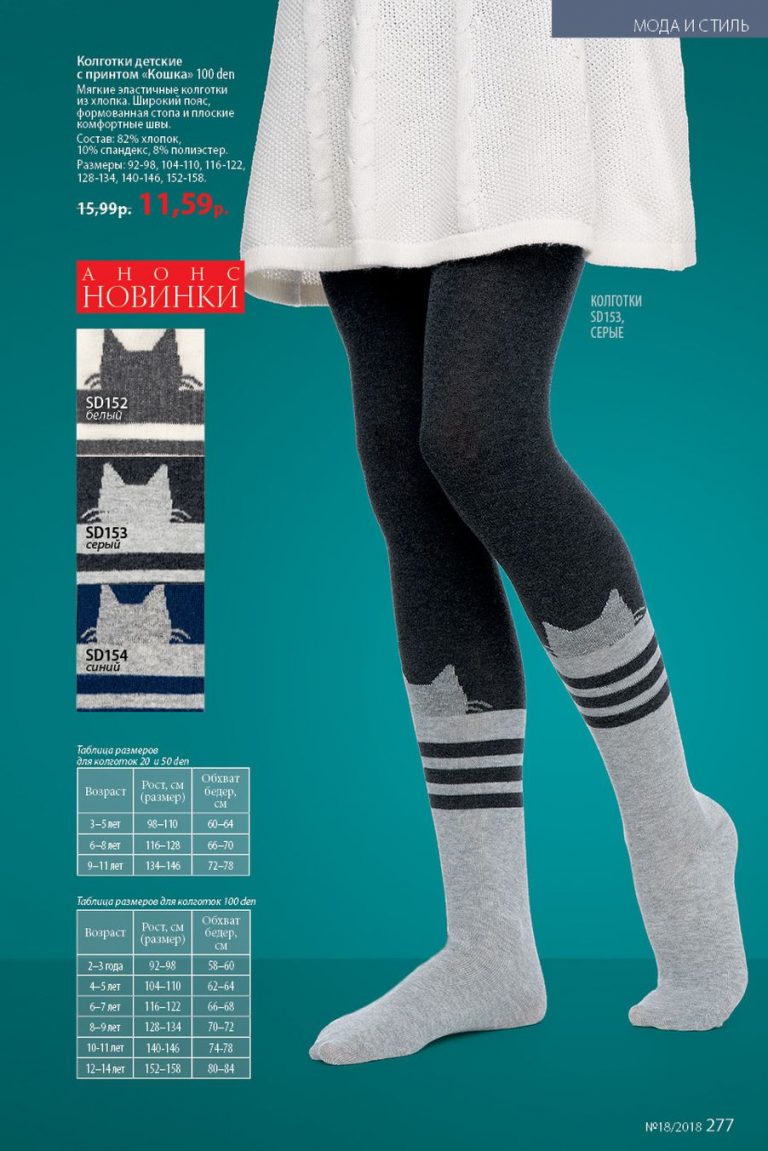 МОДА И СТИЛЬ
Колготки детские
с принтом «Кошка» 100 den
Мягкие эластичные колготки
из хлопка. Широкий пояс,
формованная стопа и плоские
комфортные швы.
Состав: 82% хлопок,
10% спандекс, 8% полиэстер.
Размеры: 92-98, 104-110, 116-122,
128-134, 140-146, 152-158.
15,99р. 11,59р.
АНОНС
НОВИНКИ
КОЛГОТКИ
SD153,
СЕРЫЕ
SD152
белый
SD153
серый
SD154
синий
Таблица размеров
для колготок 20 и 50 den
Возраст Рост, см (размер) Обхват бедер, см
3–5 лет 98–110 60–64
6–8 лет 116–128 66–70
9–11 лет 134–146 72–78
Таблица размеров для колготок 100 den
Возраст Рост, см (размер) Обхват бедер, см
2–3 года 92–98 58–60
4–5 лет 104–110 62–64
6–7 лет 116–122 66–68
8–9 лет 128–134 70–72
10-11 лет 140-146 74-78
12–14 лет 152–158 80–84
№18/2018 277